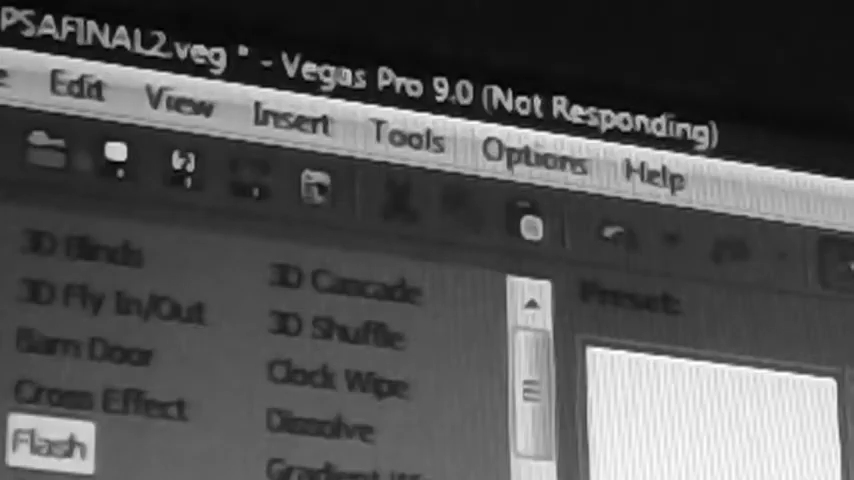 PSAFINAL2.veg * - Vegas Pro 9.0 (Not Responding)
Edit View Insert Tools Options Help
3D Blinds 3D Cascade Preset:
3D Fly In/Out 3D Shuffle
Barn Door Clock Wipe
Cross Effect Dissolve
Flash Gradient